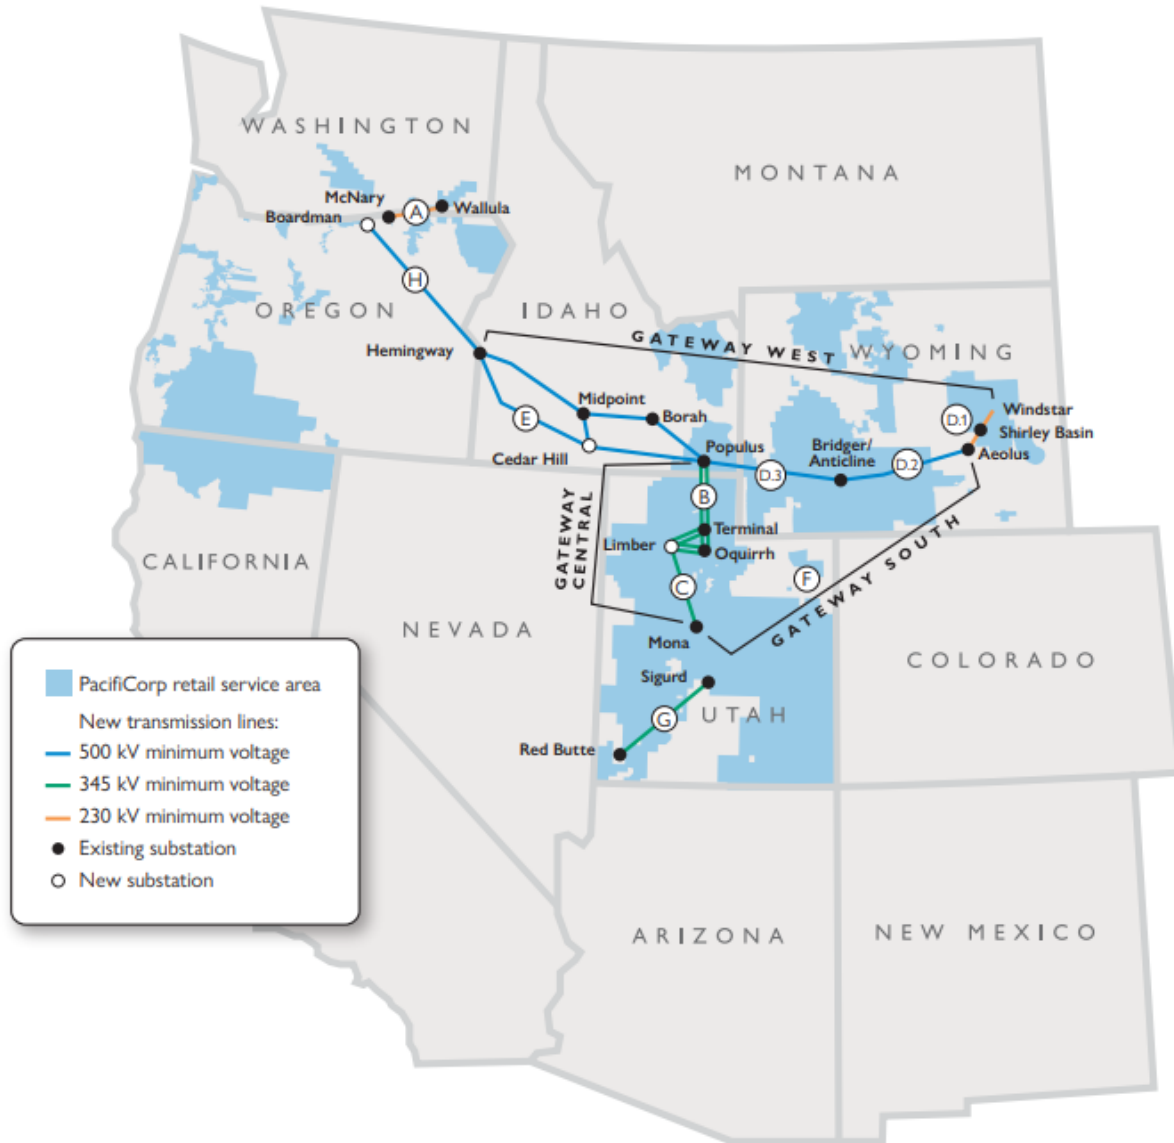 WASHINGTON
MONTANA
McNary
A
Wallula
Boardman
H
OREGON
IDAHO
GATEWAY WEST
WYOMING
Hemingway
Midpoint
Borah
E
D.1
Windstar
Shirley Basin
Cedar Hill
Populus
Bridger/
Anticline
Aeolus
D.3
D.2
B
GATEWAY
CENTRAL
Terminal
Limber
Oquirrh
GATEWAY SOUTH
CALIFORNIA
C
F
NEVADA
Mona
COLORADO
Sigurd
G
UTAH
Red Butte
PacifiCorp retail service area
New transmission lines:
500 kV minimum voltage
345 kV minimum voltage
230 kV minimum voltage
Existing substation
New substation
ARIZONA
NEW MEXICO